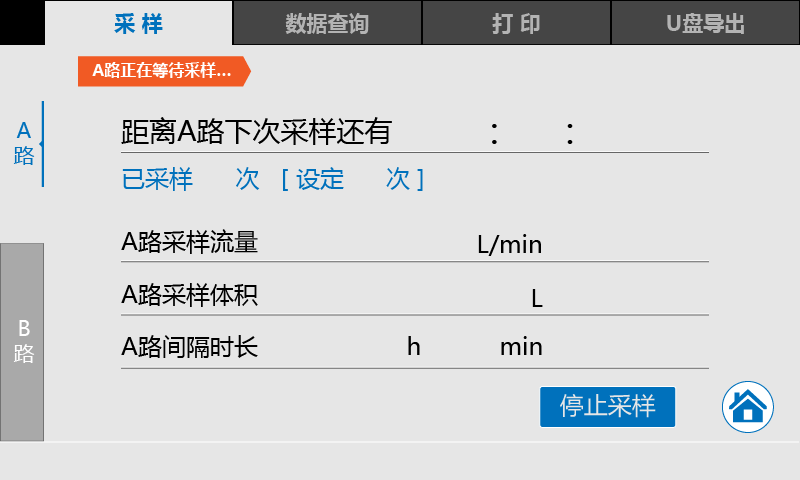 采 样 数据查询 打 印 U盘导出
A路正在等待采样...
A路
距离A路下次采样还有 : :
已采样 次 [ 设定 次 ]
A路采样流量 L/min
A路采样体积 L
B路
A路间隔时长 h min
停止采样